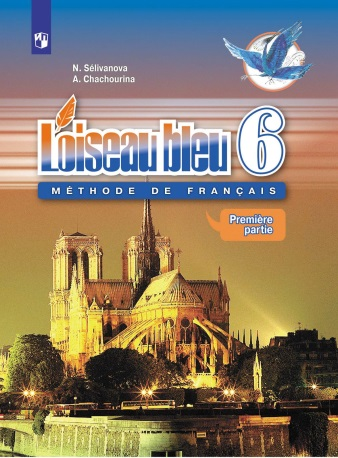 N. Sélivanova
A. Chachourina
L'oiseau bleu 6
MÉTHODE DE FRANÇAIS
Première
partie